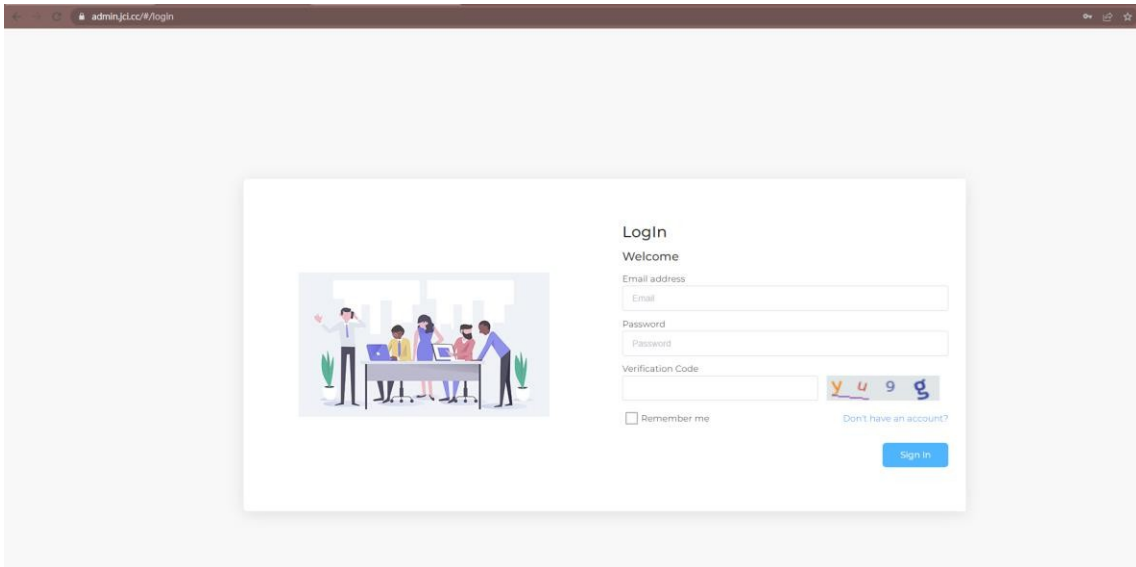 admin.jci.cc/#/login
LogIn
Welcome
Email address
Email
Password
Password
Verification Code
y u 9 g
Remember me Don't have an account?
Sign In